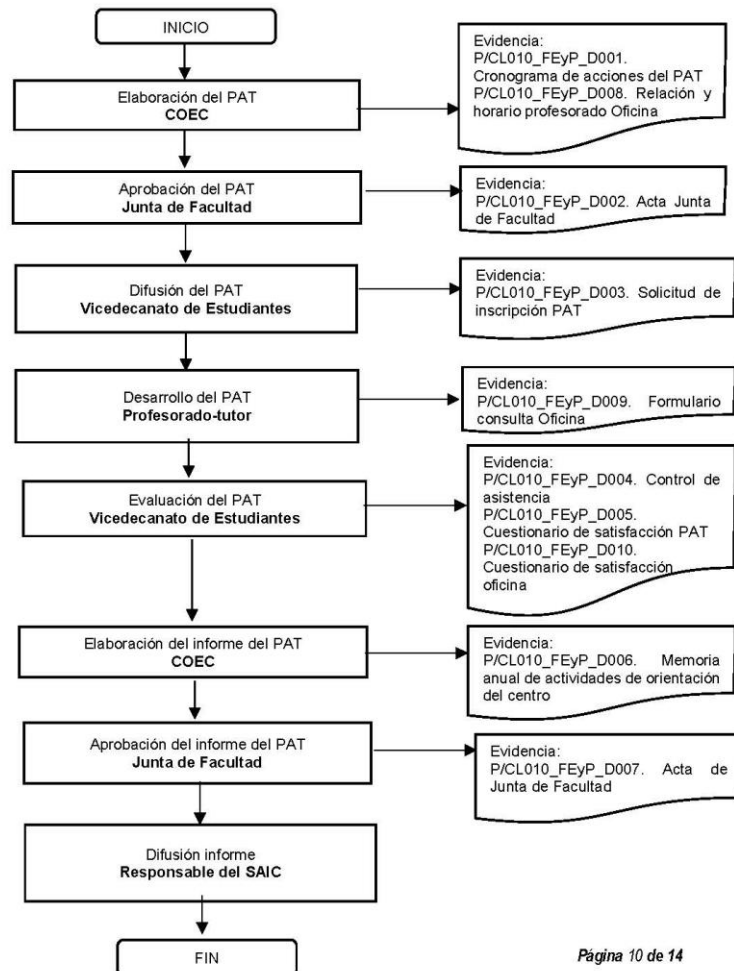 INICIO
Elaboración del PAT
COEC
Evidencia:
P/CL010_FEyP_D001.
Cronograma de acciones del PAT
P/CL010_FEyP_D008. Relación y
horario profesorado Oficina
Aprobación del PAT
Junta de Facultad
Evidencia:
P/CL010_FEyP_D002. Acta Junta
de Facultad
Difusión del PAT
Vicedecanato de Estudiantes
Evidencia:
P/CL010_FEyP_D003. Solicitud de
inscripción PAT
Desarrollo del PAT
Profesorado-tutor
Evidencia:
P/CL010_FEyP_D009. Formulario
consulta Oficina
Evaluación del PAT
Vicedecanato de Estudiantes
Evidencia:
P/CL010_FEyP_D004. Control de
asistencia
P/CL010_FEyP_D005.
Cuestionario de satisfacción PAT
P/CL010_FEyP_D010.
Cuestionario de satisfacción
oficina
Elaboración del informe del PAT
COEC
Evidencia:
P/CL010_FEyP_D006. Memoria
anual de actividades de orientación
del centro
Aprobación del informe del PAT
Junta de Facultad
Evidencia:
P/CL010_FEyP_D007. Acta de
Junta de Facultad
Difusión informe
Responsable del SAIC
FIN
Página 10 de 14